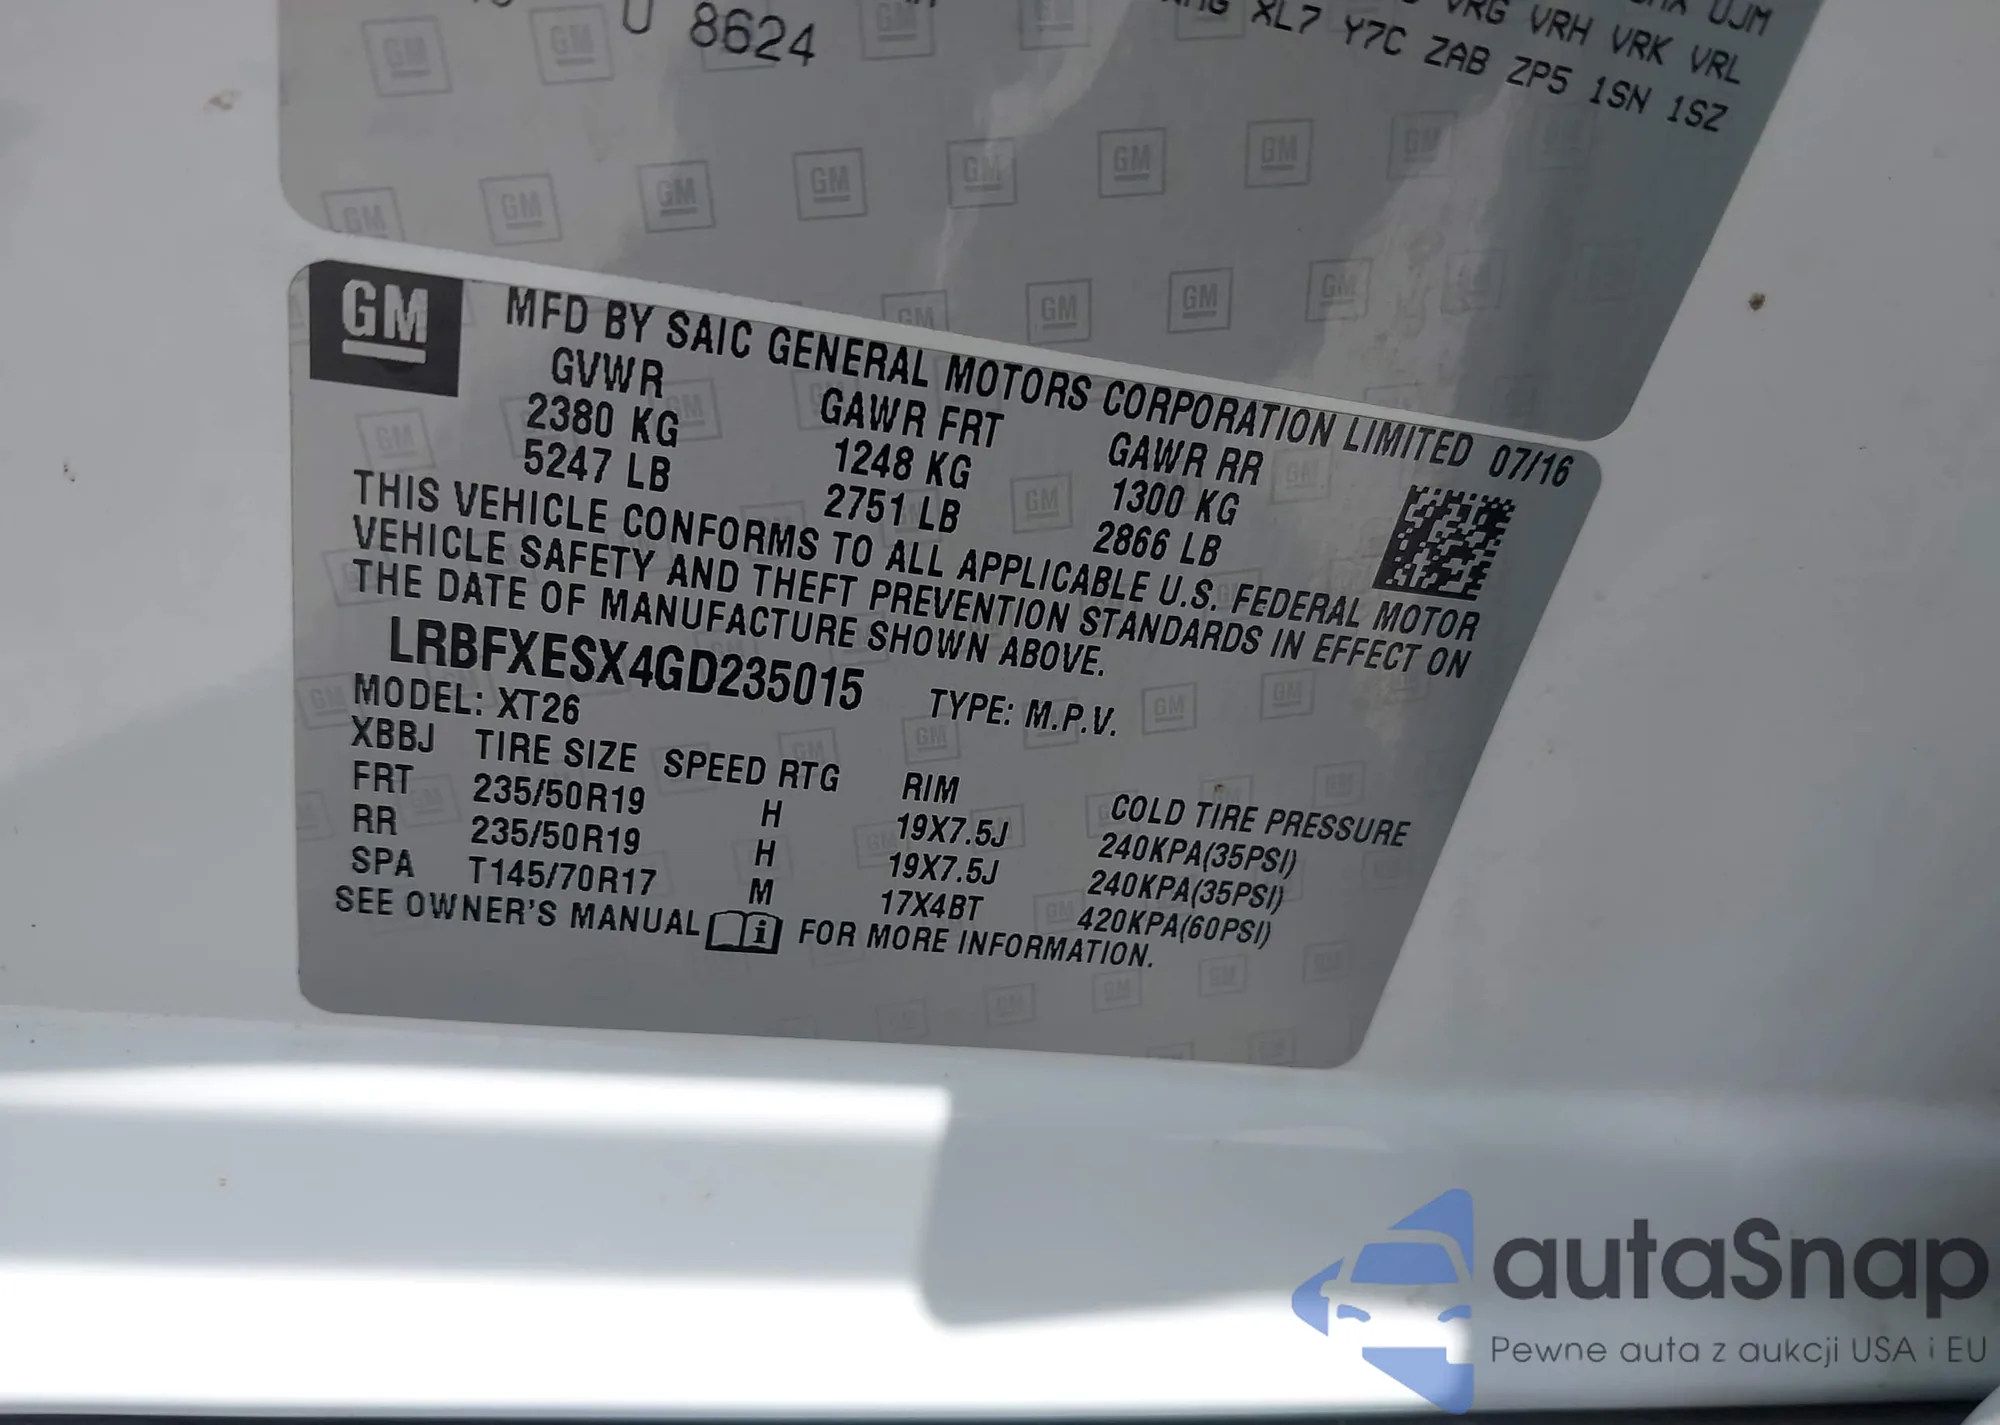 U 8624
UJM
VRG VRH VRK VRL
XL7 Y7C ZAB ZP5 1SN 1SZ
GM
MFD BY SAIC GENERAL MOTORS CORPORATION LIMITED 07/16
GVWR GAWR FRT GAWR RR
2380 KG 1248 KG 1300 KG
5247 LB 2751 LB 2866 LB
THIS VEHICLE CONFORMS TO ALL APPLICABLE U.S. FEDERAL MOTOR
VEHICLE SAFETY AND THEFT PREVENTION STANDARDS IN EFFECT ON
THE DATE OF MANUFACTURE SHOWN ABOVE.
LRBFXESX4GD235015 TYPE: M.P.V.
MODEL: XT26
XBBJ TIRE SIZE SPEED RTG RIM COLD TIRE PRESSURE
FRT 235/50R19 H 19X7.5J 240KPA(35PSI)
RR 235/50R19 H 19X7.5J 240KPA(35PSI)
SPA T145/70R17 M 17X4BT 420KPA(60PSI)
SEE OWNER'S MANUAL i FOR MORE INFORMATION.
autaSnap
Pewne auta z aukcji USA i EU